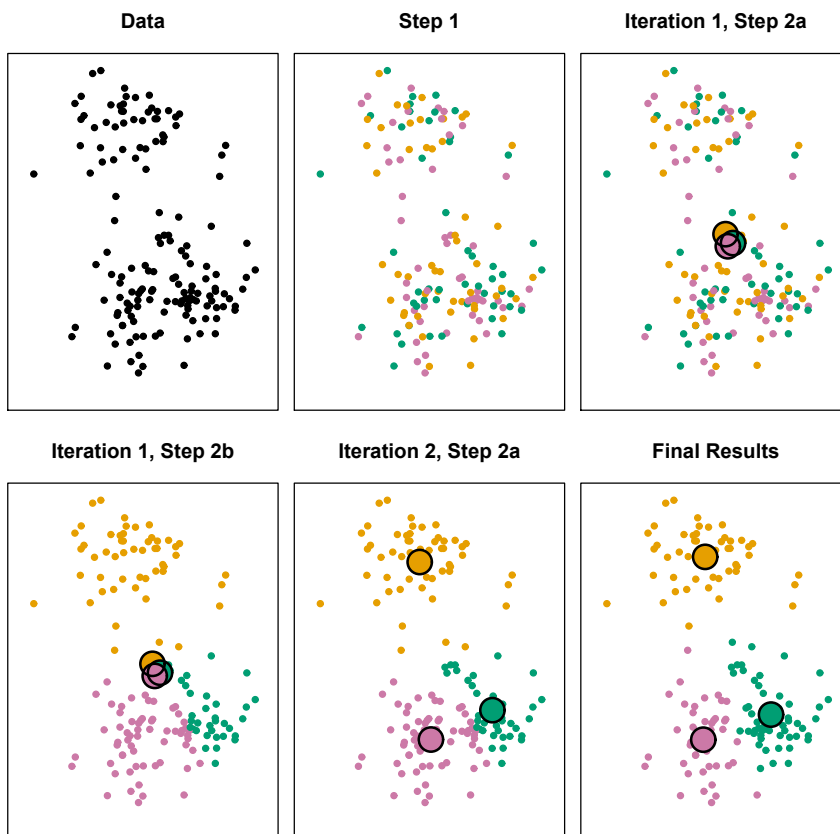 Data
Step 1
Iteration 1, Step 2a
Iteration 1, Step 2b
Iteration 2, Step 2a
Final Results